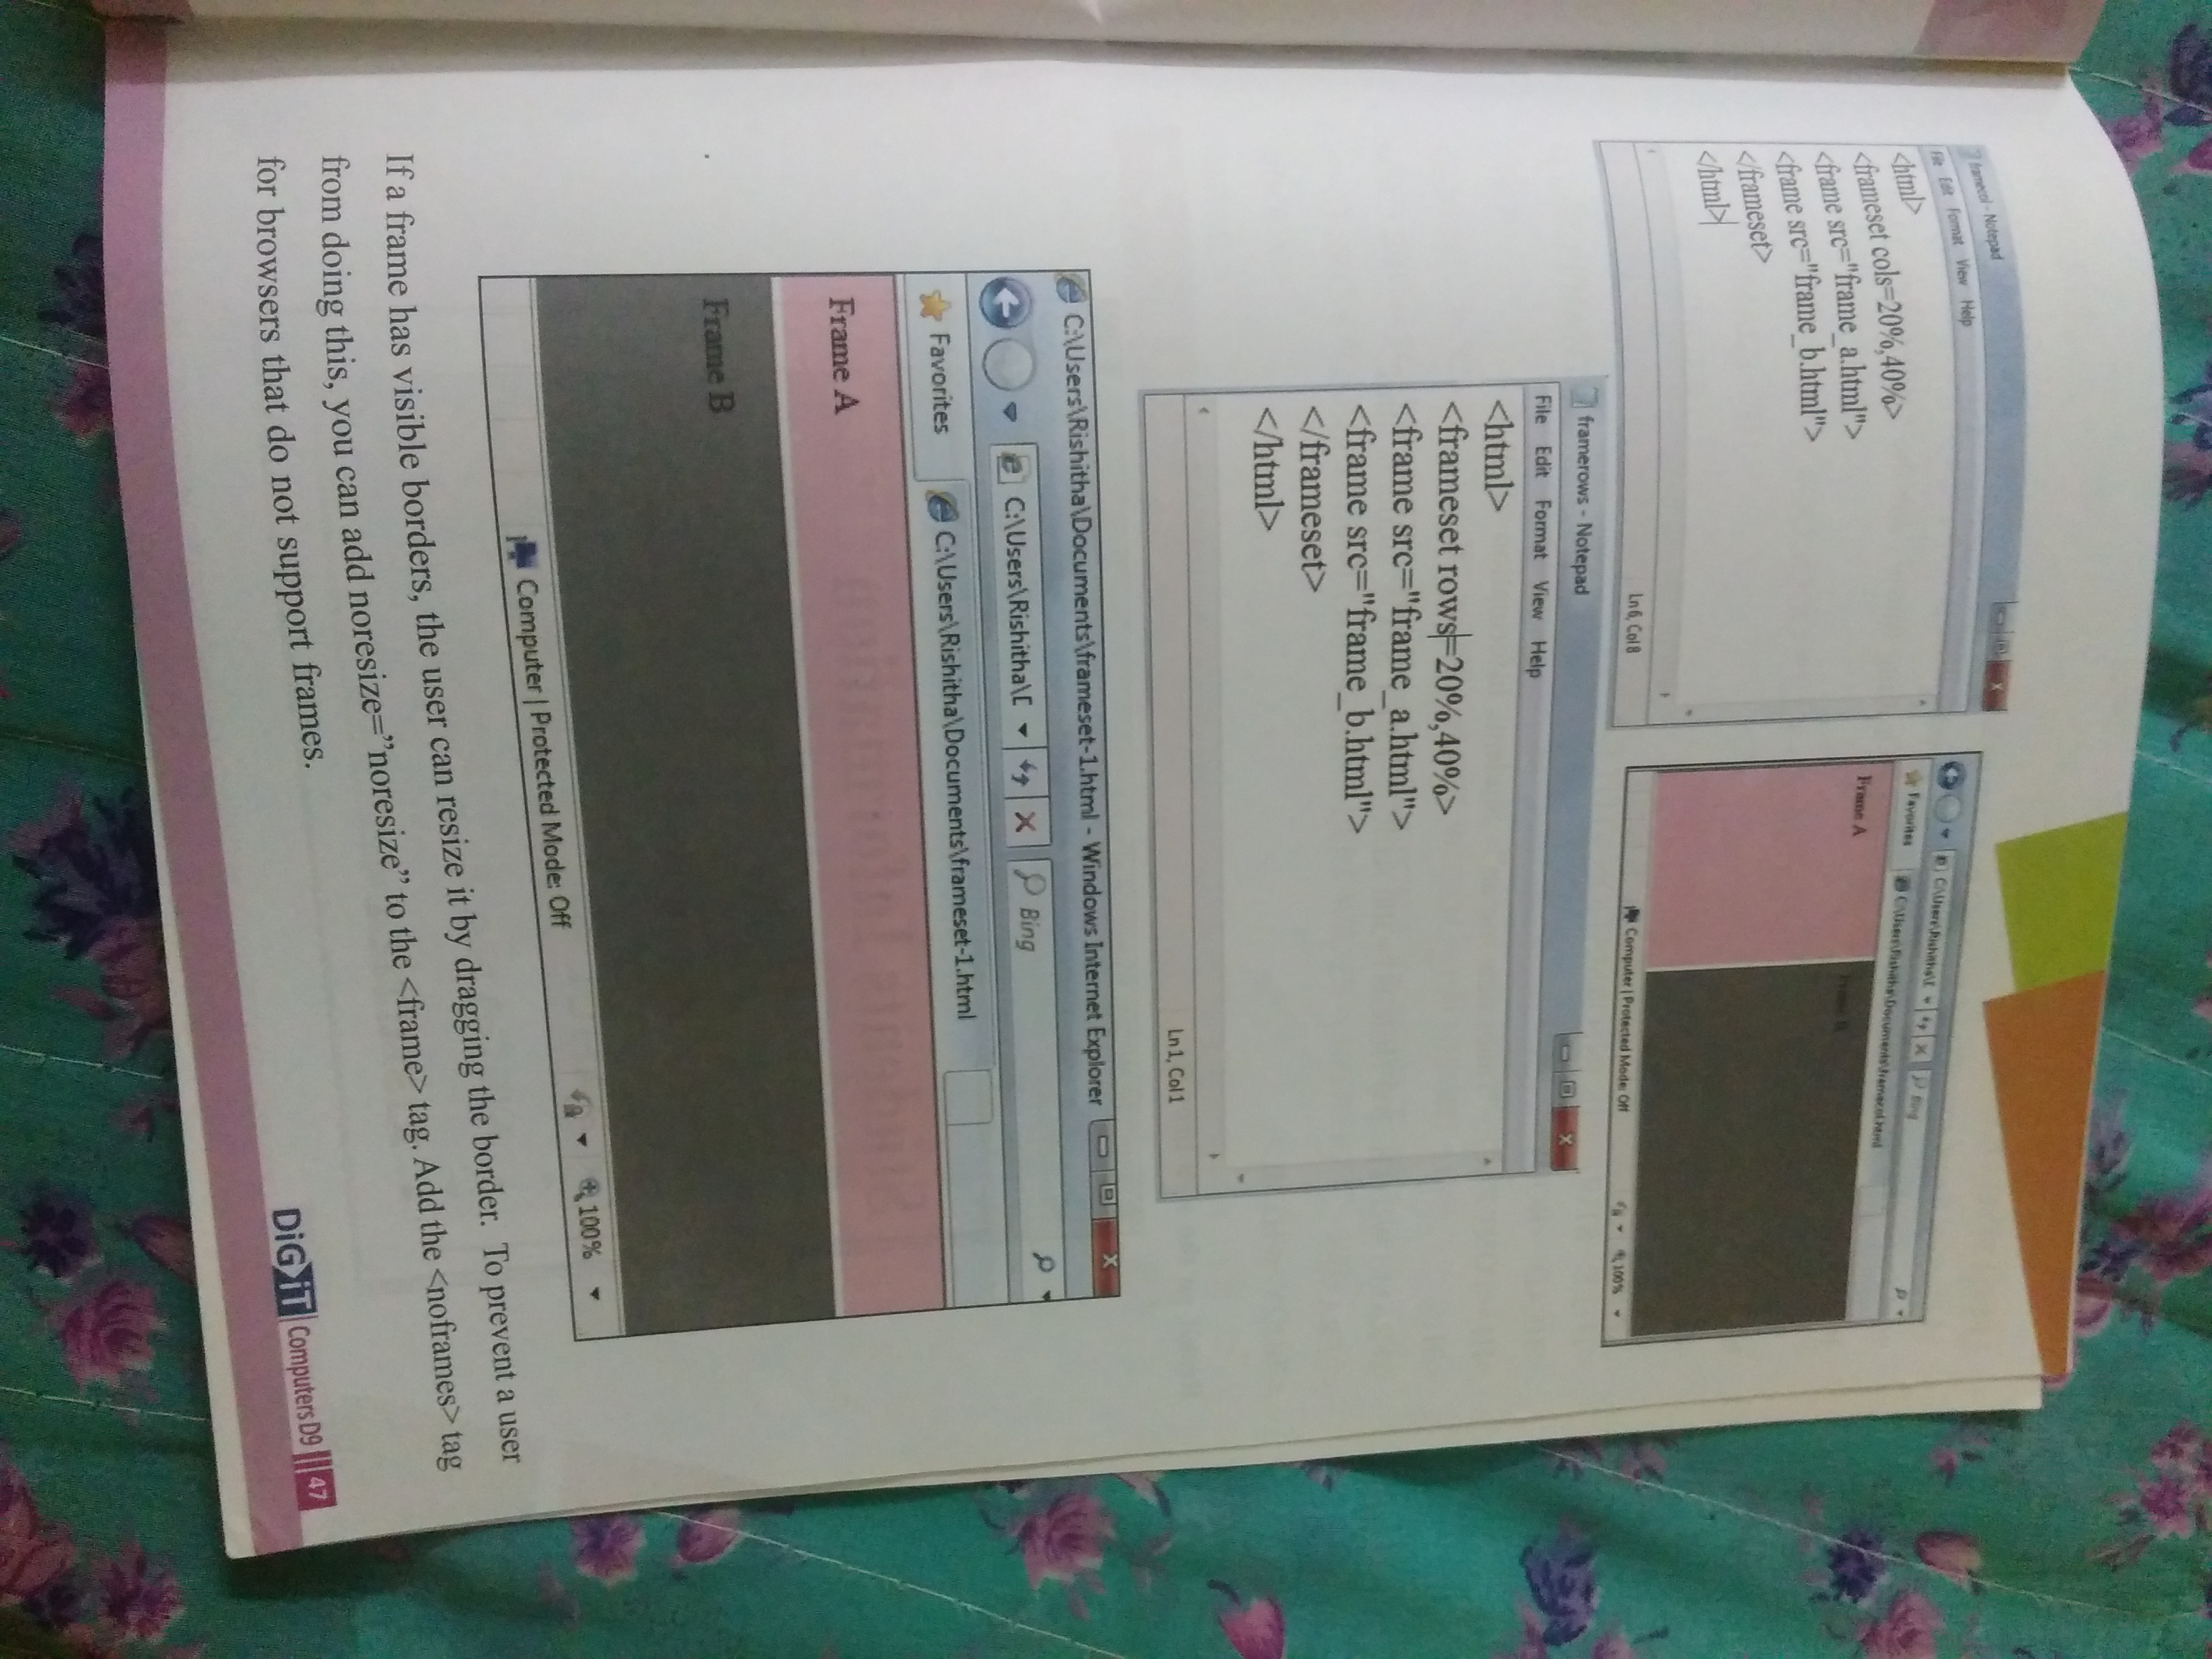 framecol - Notepad
File Edit Format View Help
<html>
<frameset cols=20%,40%>
<frame src="frame_a.html">
<frame src="frame_b.html">
</frameset>
</html>
Ln 6, Col 8
C:\Users\Rishitha\
Bing
Favorites
C:\Users\Rishitha\Documents\framecol.html
Frame A
Frame B
Computer | Protected Mode: Off
100%
framerows - Notepad
File Edit Format View Help
<html>
<frameset rows=20%,40%>
<frame src="frame_a.html">
<frame src="frame_b.html">
</frameset>
</html>
Ln 1, Col 1
C:\Users\Rishitha\Documents\frameset-1.html - Windows Internet Explorer
C:\Users\Rishitha\D
Bing
Favorites
C:\Users\Rishitha\Documents\frameset-1.html
Frame A
Frame B
Computer | Protected Mode: Off
100%
If a frame has visible borders, the user can resize it by dragging the border. To prevent a user
from doing this, you can add noresize=”noresize” to the <frame> tag. Add the <noframes> tag
for browsers that do not support frames.
DiGiT Computers D9 47